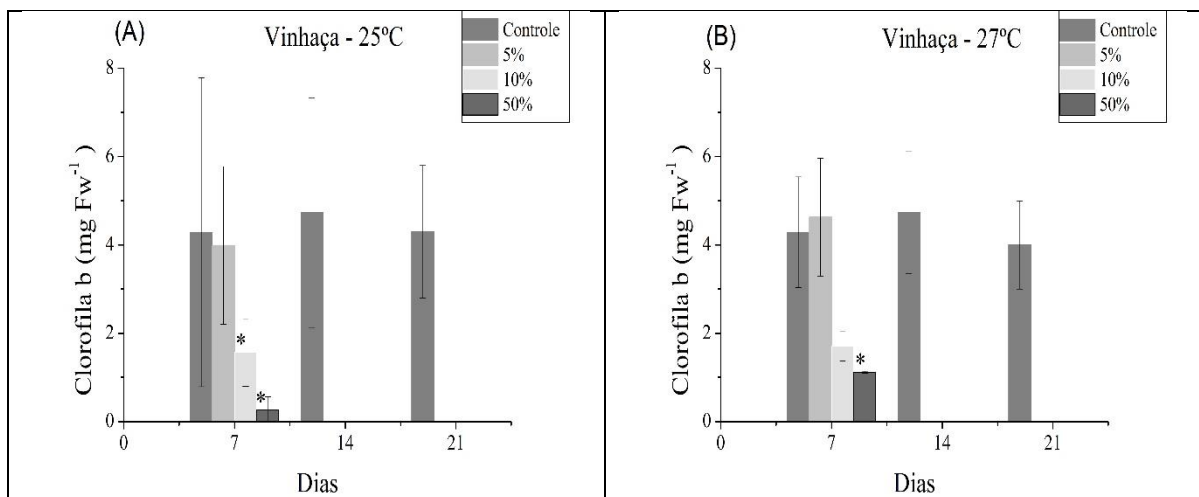 (A)
Vinhaça - 25ºC
Controle
5%
10%
50%
8
6
4
2
0
Clorofila b (mg Fw⁻¹ )
*
*
0
7
14
21
Dias
(B)
Vinhaça - 27ºC
Controle
5%
10%
50%
8
6
4
2
0
Clorofila b (mg Fw⁻¹ )
*
0
7
14
21
Dias